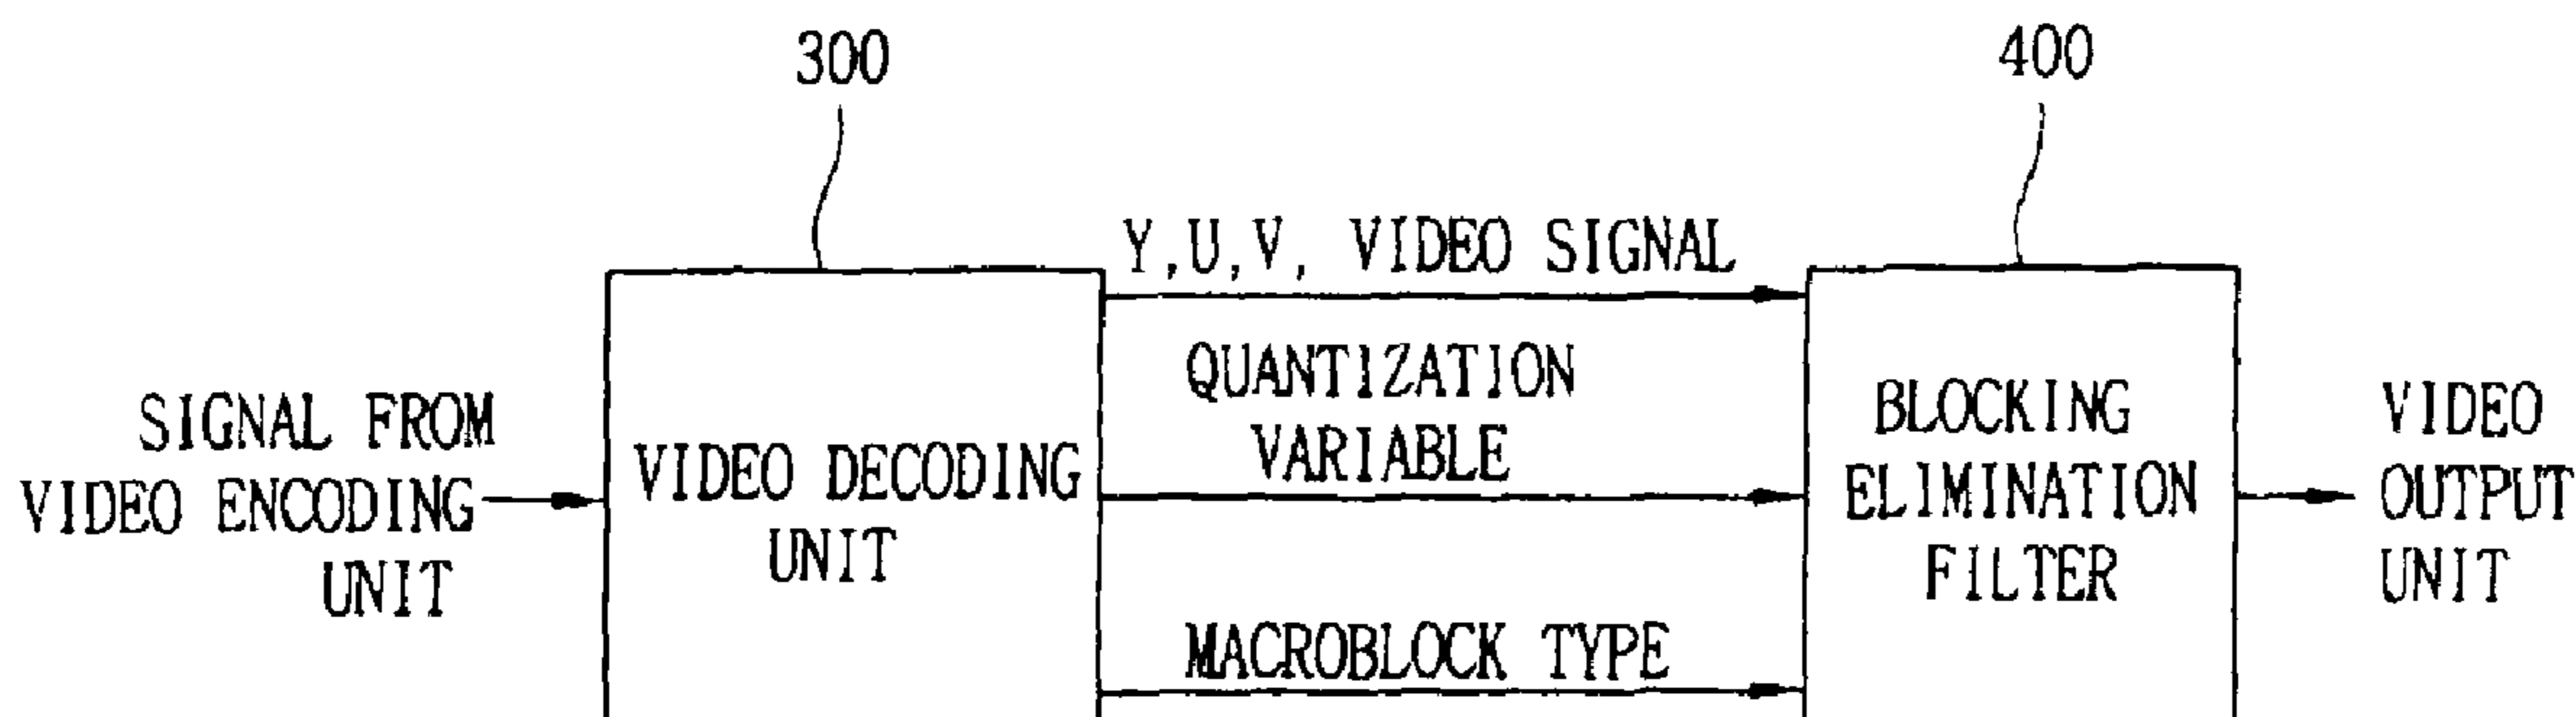 300
400
Y,U,V, VIDEO SIGNAL
QUANTIZATION
VARIABLE
MACROBLOCK TYPE
SIGNAL FROM
VIDEO ENCODING
UNIT
VIDEO DECODING
UNIT
BLOCKING
ELIMINATION
FILTER
VIDEO
OUTPUT
UNIT